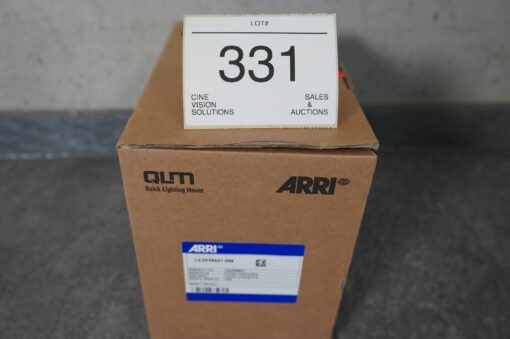 LOT#
331
CINE
VISION
SOLUTIONS
SALES
&
AUCTIONS
QLM
Quick Lighting Mount
ARRI
ARRI